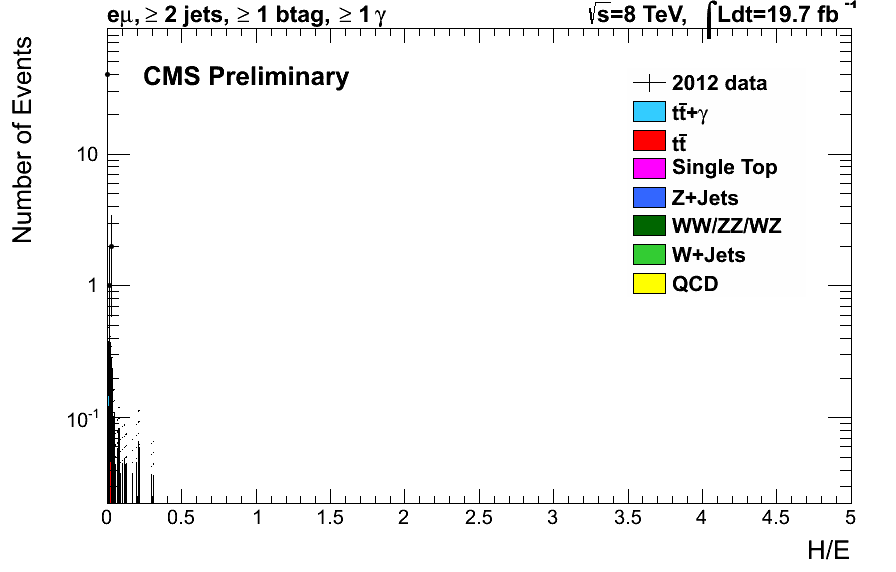 eμ, ≥ 2 jets, ≥ 1 btag, ≥ 1 γ
√s=8 TeV, ∫Ldt=19.7 fb⁻¹
Number of Events
CMS Preliminary
2012 data
tt̄+γ
tt̄
Single Top
Z+Jets
WW/ZZ/WZ
W+Jets
QCD
10
1
10⁻¹
0 0.5 1 1.5 2 2.5 3 3.5 4 4.5 5
H/E